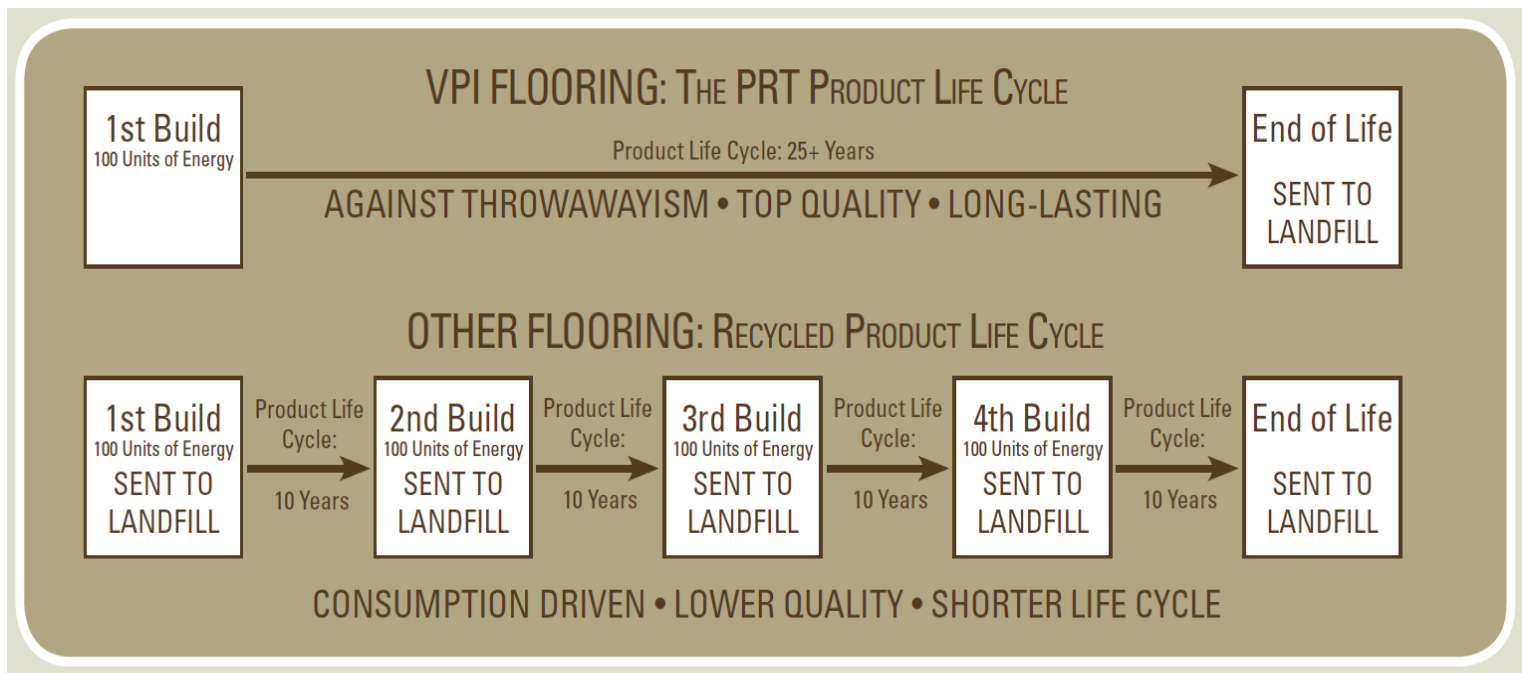 VPI FLOORING: THE PRT PRODUCT LIFE CYCLE
1st Build
100 Units of Energy
Product Life Cycle: 25+ Years
AGAINST THROWAWAYISM • TOP QUALITY • LONG-LASTING
End of Life
SENT TO
LANDFILL
OTHER FLOORING: RECYCLED PRODUCT LIFE CYCLE
1st Build
100 Units of Energy
SENT TO
LANDFILL
Product Life
Cycle:
10 Years
2nd Build
100 Units of Energy
SENT TO
LANDFILL
Product Life
Cycle:
10 Years
3rd Build
100 Units of Energy
SENT TO
LANDFILL
Product Life
Cycle:
10 Years
4th Build
100 Units of Energy
SENT TO
LANDFILL
Product Life
Cycle:
10 Years
End of Life
SENT TO
LANDFILL
CONSUMPTION DRIVEN • LOWER QUALITY • SHORTER LIFE CYCLE